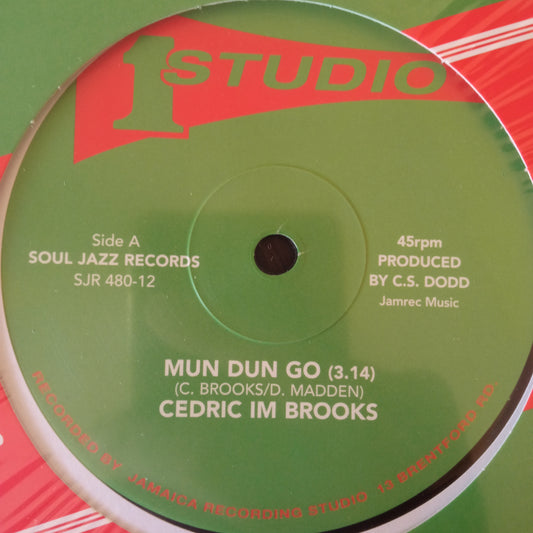 1 STUDIO
Side A
SOUL JAZZ RECORDS
SJR 480-12
45rpm
PRODUCED
BY C.S. DODD
Jamrec Music
MUN DUN GO (3.14)
(C. BROOKS/D. MADDEN)
CEDRIC IM BROOKS
RECORDED BY JAMAICA RECORDING STUDIO 13 BRENTFORD RD.